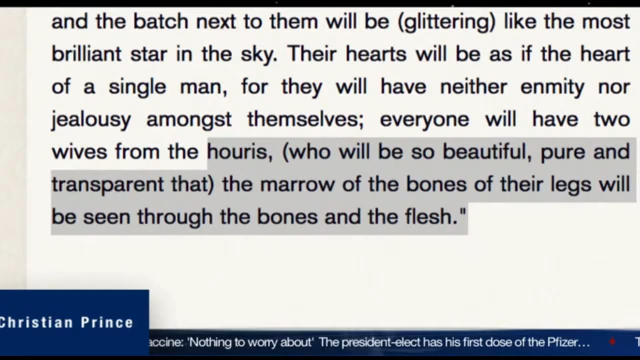 and the batch next to them will be (glittering) like the most
brilliant star in the sky. Their hearts will be as if the heart
of a single man, for they will have neither enmity nor
jealousy amongst themselves; everyone will have two
wives from the houris, (who will be so beautiful, pure and
transparent that) the marrow of the bones of their legs will
be seen through the bones and the flesh."
Christian Prince
accine: 'Nothing to worry about' The president-elect has his first dose of the Pfizer...